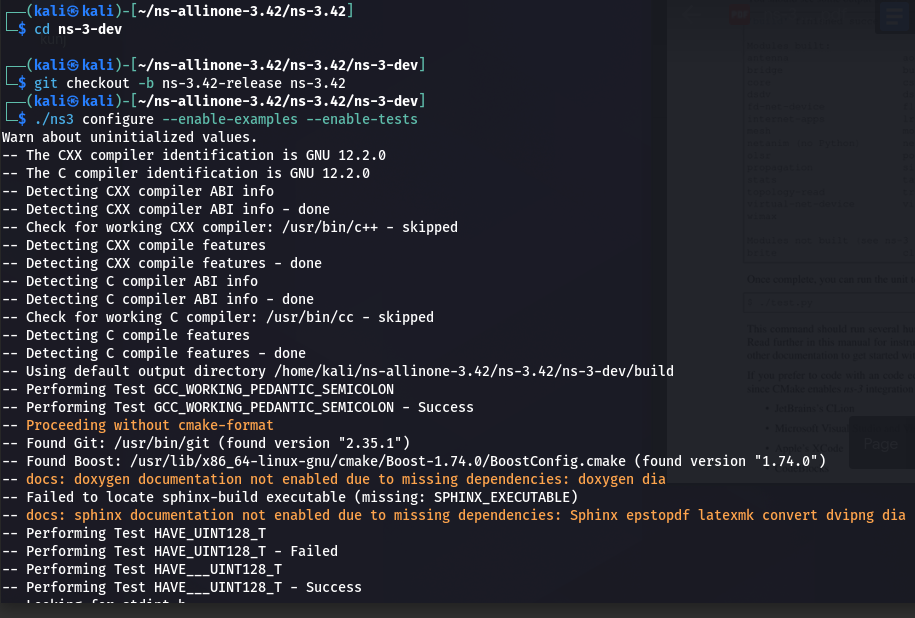 ┌──(kali㉿kali)-[~/ns-allinone-3.42/ns-3.42]
└─$ cd ns-3-dev
┌──(kali㉿kali)-[~/ns-allinone-3.42/ns-3.42/ns-3-dev]
└─$ git checkout -b ns-3.42-release ns-3.42
┌──(kali㉿kali)-[~/ns-allinone-3.42/ns-3.42/ns-3-dev]
└─$ ./ns3 configure --enable-examples --enable-tests
Warn about uninitialized values.
-- The CXX compiler identification is GNU 12.2.0
-- The C compiler identification is GNU 12.2.0
-- Detecting CXX compiler ABI info
-- Detecting CXX compiler ABI info - done
-- Check for working CXX compiler: /usr/bin/c++ - skipped
-- Detecting CXX compile features
-- Detecting CXX compile features - done
-- Detecting C compiler ABI info
-- Detecting C compiler ABI info - done
-- Check for working C compiler: /usr/bin/cc - skipped
-- Detecting C compile features
-- Detecting C compile features - done
-- Using default output directory /home/kali/ns-allinone-3.42/ns-3.42/ns-3-dev/build
-- Performing Test GCC_WORKING_PEDANTIC_SEMICOLON
-- Performing Test GCC_WORKING_PEDANTIC_SEMICOLON - Success
-- Proceeding without cmake-format
-- Found Git: /usr/bin/git (found version "2.35.1")
-- Found Boost: /usr/lib/x86_64-linux-gnu/cmake/Boost-1.74.0/BoostConfig.cmake (found version "1.74.0")
-- docs: doxygen documentation not enabled due to missing dependencies: doxygen dia
-- Failed to locate sphinx-build executable (missing: SPHINX_EXECUTABLE)
-- docs: sphinx documentation not enabled due to missing dependencies: Sphinx epstopdf latexmk convert dvipng dia
-- Performing Test HAVE_UINT128_T
-- Performing Test HAVE_UINT128_T - Failed
-- Performing Test HAVE___UINT128_T
-- Performing Test HAVE___UINT128_T - Success
-- Looking for stdint.h
Page